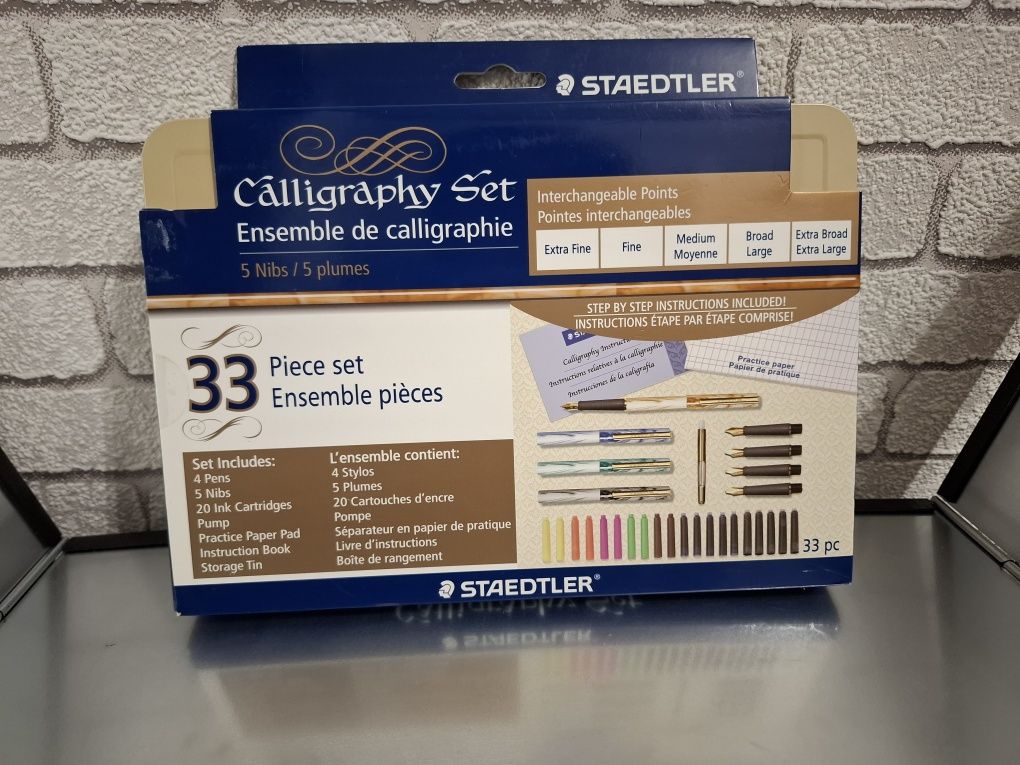 STAEDTLER®
Calligraphy Set
Ensemble de calligraphie
5 Nibs / 5 plumes
Interchangeable Points
Pointes interchangeables
Extra Fine
Fine
Medium
Moyenne
Broad
Large
Extra Broad
Extra Large
STEP BY STEP INSTRUCTIONS INCLUDED!
INSTRUCTIONS ÉTAPE PAR ÉTAPE COMPRISE!
33 Piece set
Ensemble pièces
Calligraphy
Instructions relatives à la calligraphie
Instrucciones de la caligrafía
Practice paper
Papier de pratique
Set Includes:
4 Pens
5 Nibs
20 Ink Cartridges
Pump
Practice Paper Pad
Instruction Book
Storage Tin
L'ensemble contient:
4 Stylos
5 Plumes
20 Cartouches d'encre
Pompe
Séparateur en papier de pratique
Livre d'instructions
Boîte de rangement
33 pc
STAEDTLER®